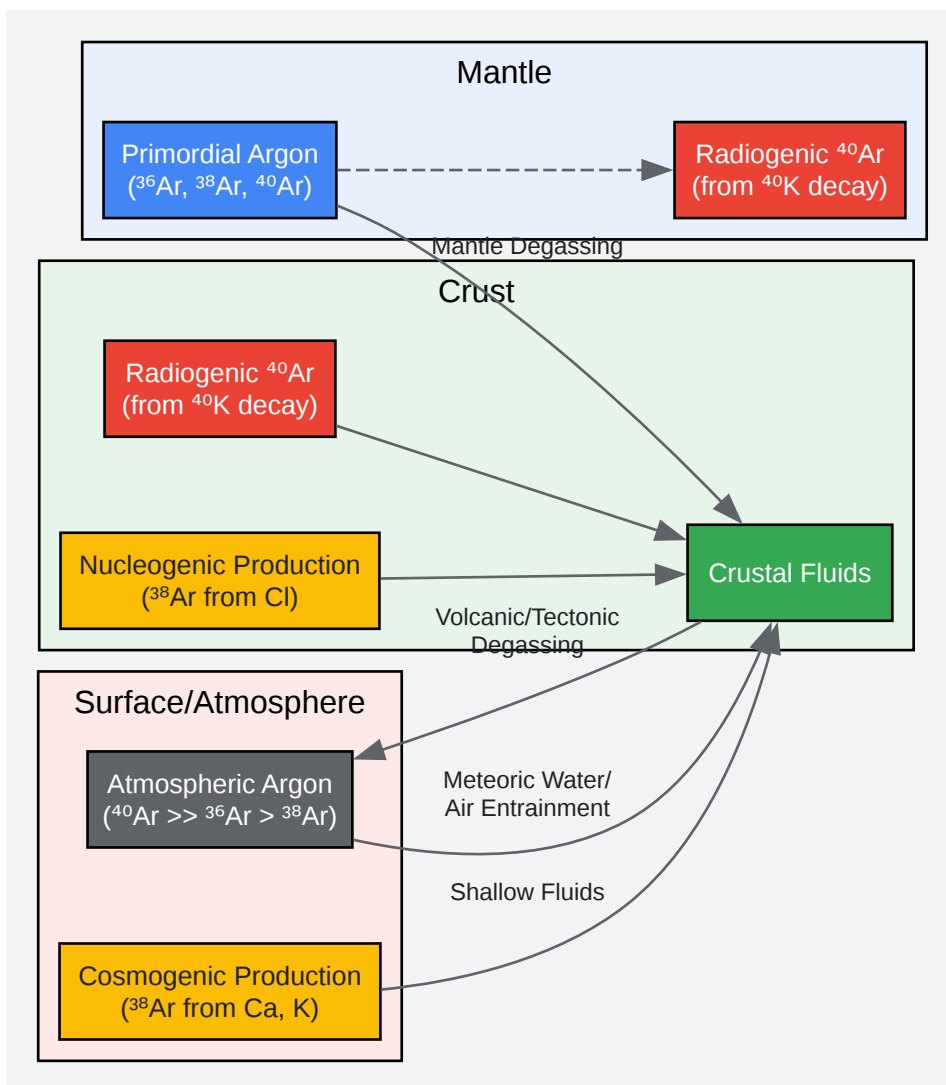 Mantle
Primordial Argon
(³⁶Ar, ³⁸Ar, ⁴⁰Ar)
Radiogenic ⁴⁰Ar
(from ⁴⁰K decay)
Mantle Degassing
Crust
Radiogenic ⁴⁰Ar
(from ⁴⁰K decay)
Nucleogenic Production
(³⁸Ar from Cl)
Crustal Fluids
Volcanic/Tectonic
Degassing
Surface/Atmosphere
Atmospheric Argon
(⁴⁰Ar >> ³⁶Ar > ³⁸Ar)
Meteoric Water/
Air Entrainment
Shallow Fluids
Cosmogenic Production
(³⁸Ar from Ca, K)